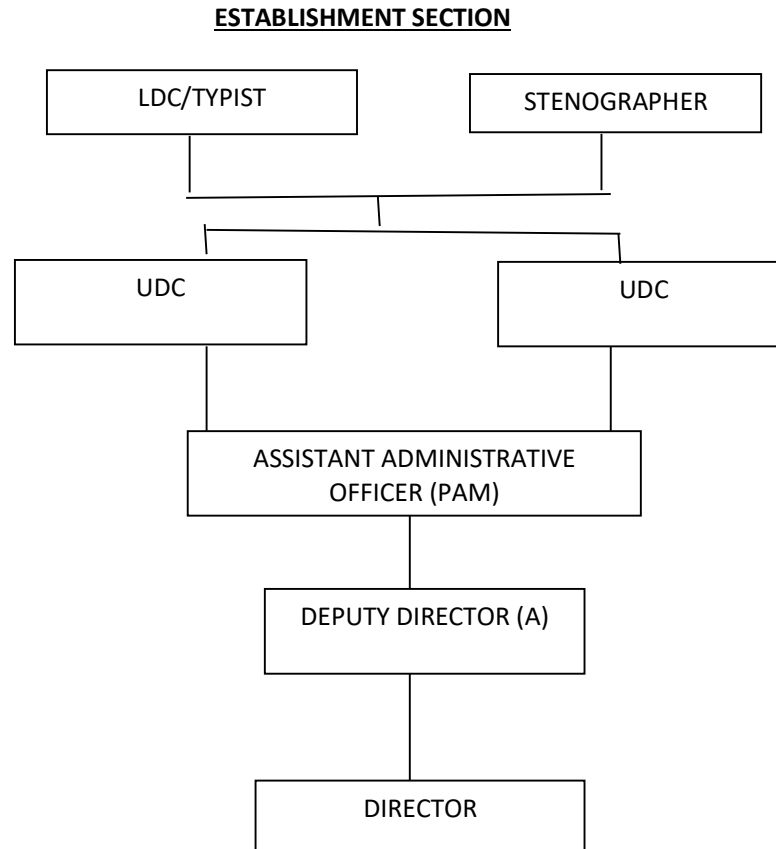 ESTABLISHMENT SECTION
LDC/TYPIST
STENOGRAPHER
UDC
UDC
ASSISTANT ADMINISTRATIVE
OFFICER (PAM)
DEPUTY DIRECTOR (A)
DIRECTOR